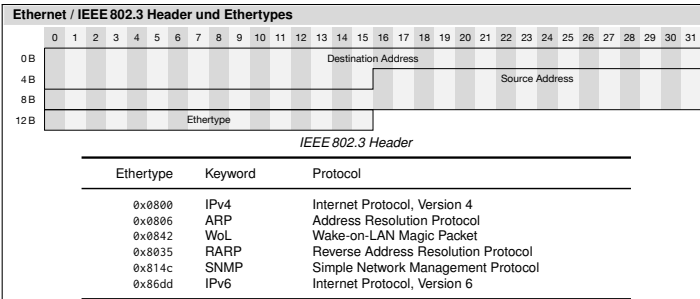 Ethernet / IEEE 802.3 Header und Ethertypes
0 1 2 3 4 5 6 7 8 9 10 11 12 13 14 15 16 17 18 19 20 21 22 23 24 25 26 27 28 29 30 31
0 B Destination Address
4 B Source Address
8 B
12 B Ethertype
IEEE 802.3 Header
Ethertype Keyword Protocol
0x0800 IPv4 Internet Protocol, Version 4
0x0806 ARP Address Resolution Protocol
0x0842 WoL Wake-on-LAN Magic Packet
0x8035 RARP Reverse Address Resolution Protocol
0x814c SNMP Simple Network Management Protocol
0x86dd IPv6 Internet Protocol, Version 6